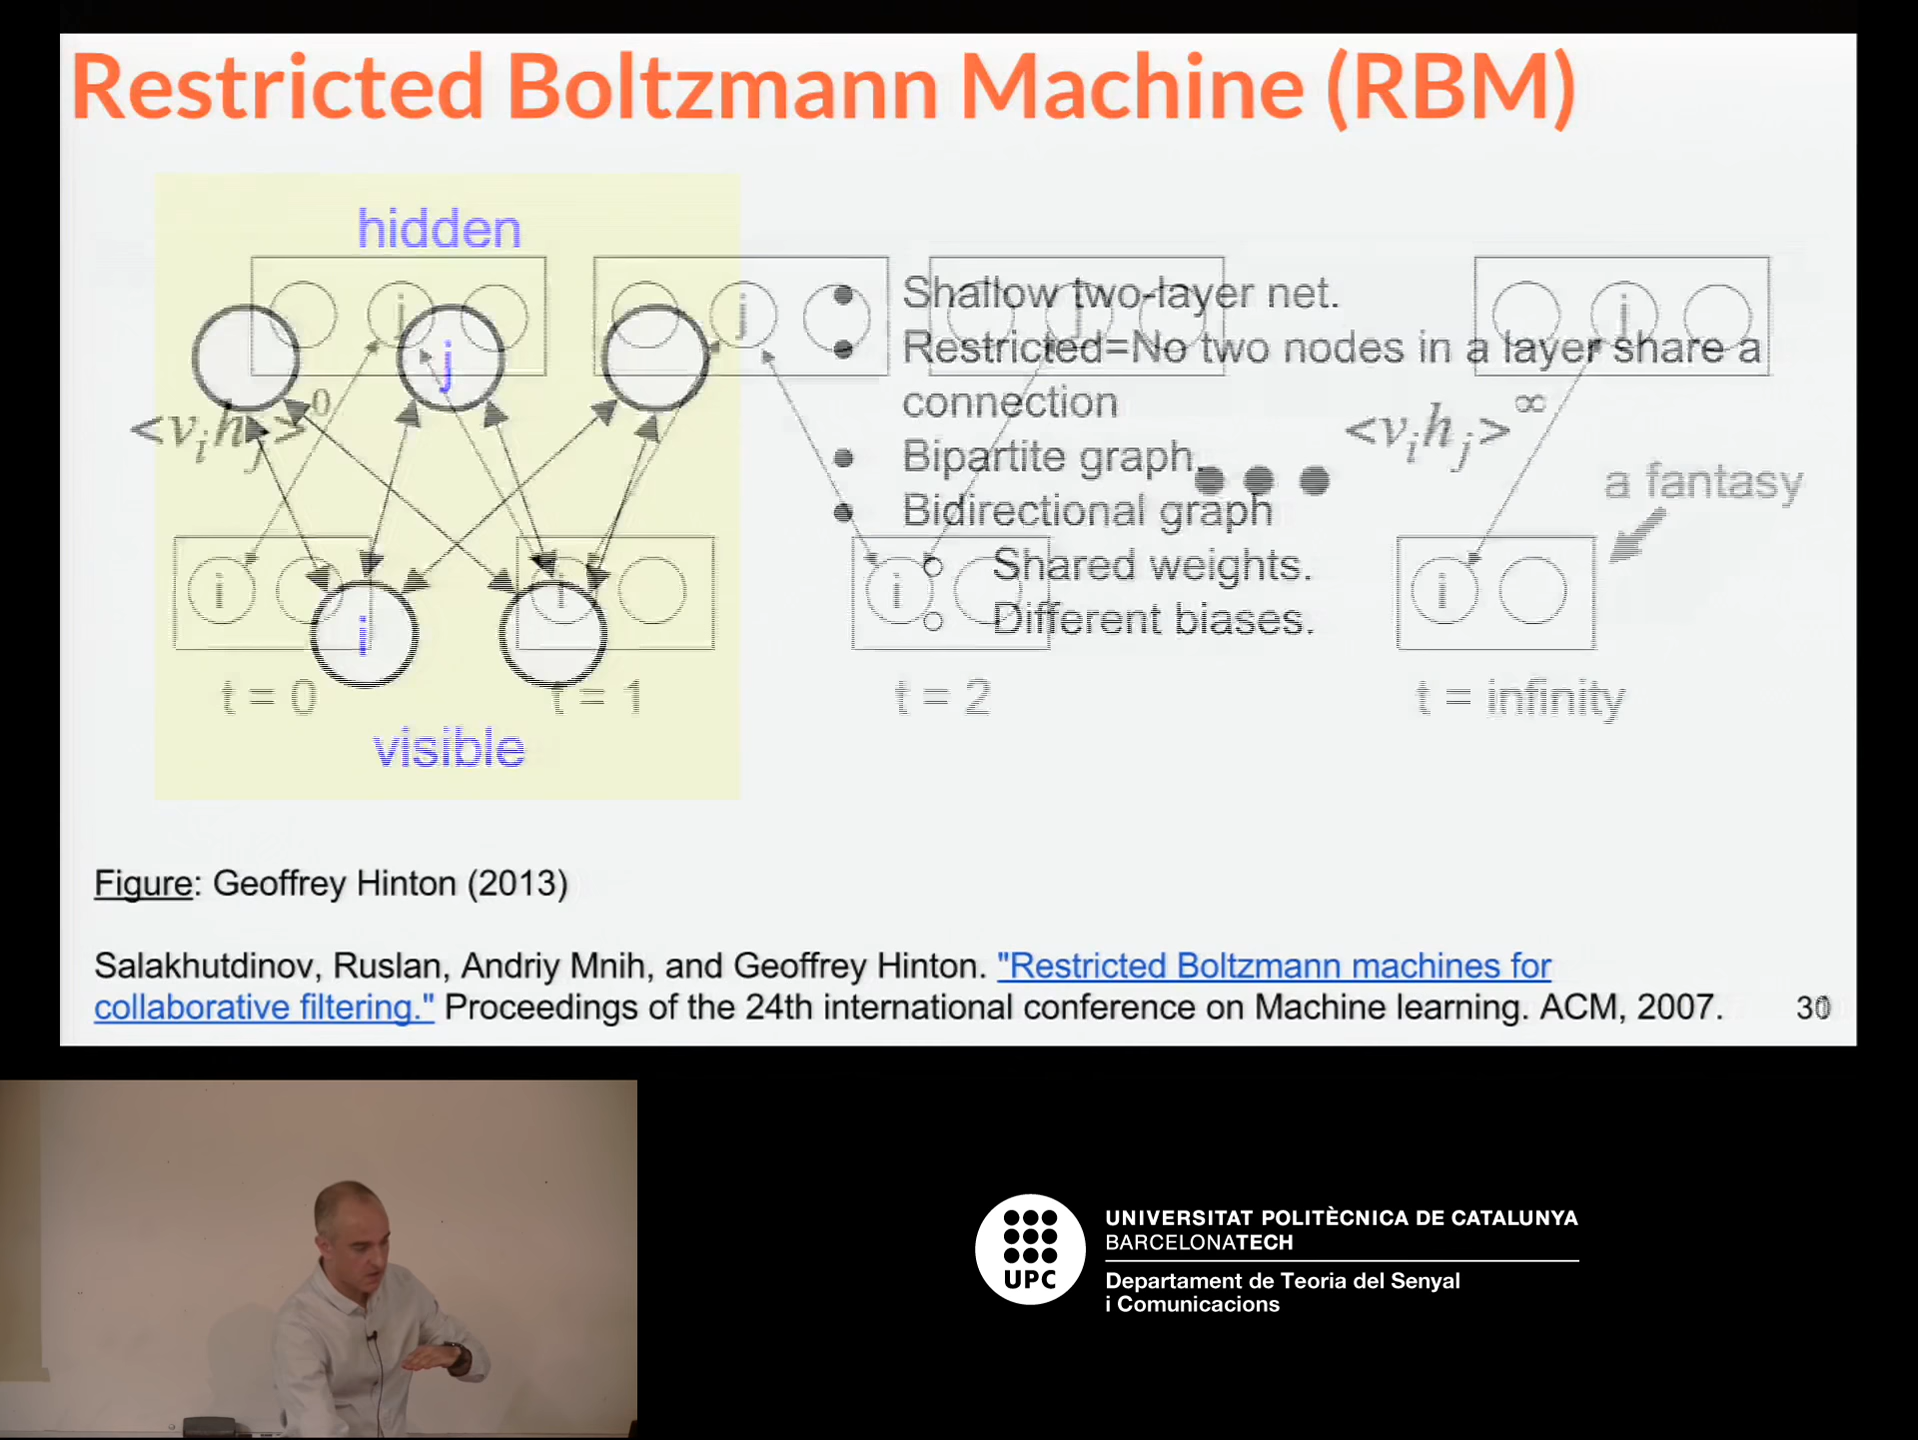 Restricted Boltzmann Machine (RBM)
hidden
j
j
j
j
j
<v_i h_j>^0
<v_i h_j>^∞
a fantasy
● Shallow two-layer net.
● Restricted=No two nodes in a layer share a
connection
● Bipartite graph.
● Bidirectional graph
○ Shared weights.
○ Different biases.
i
i
i
i
i
t = 0
t = 1
t = 2
t = infinity
visible
Figure: Geoffrey Hinton (2013)
Salakhutdinov, Ruslan, Andriy Mnih, and Geoffrey Hinton. "Restricted Boltzmann machines for
collaborative filtering." Proceedings of the 24th international conference on Machine learning. ACM, 2007.
UPC
UNIVERSITAT POLITÈCNICA DE CATALUNYA
BARCELONATECH
Departament de Teoria del Senyal
i Comunicacions